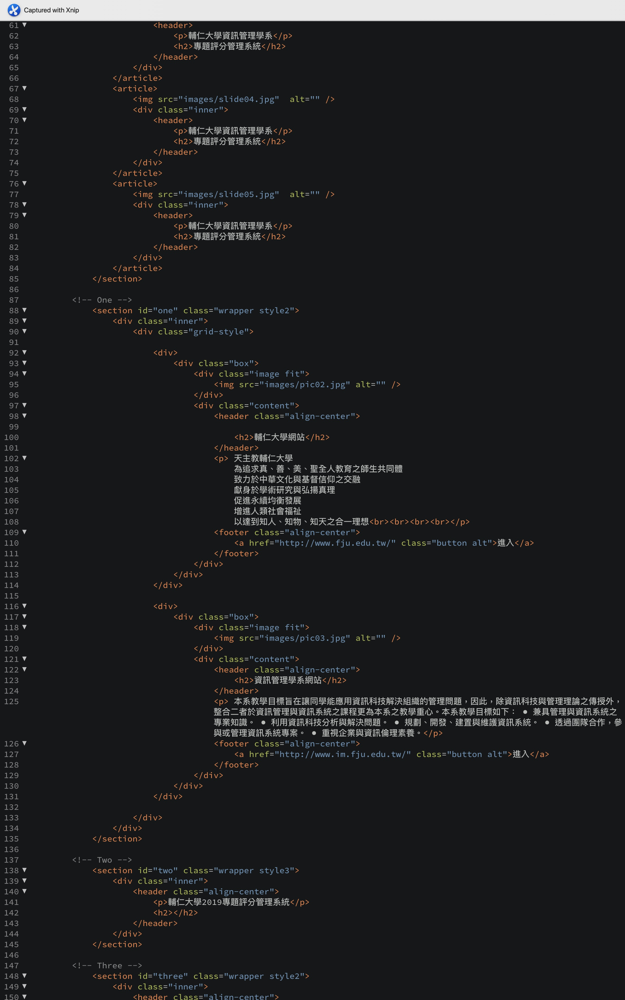 Captured with Xnip
61 ▼ <header>
62 <p>輔仁大學資訊管理學系</p>
63 <h2>專題評分管理系統</h2>
64 </header>
65 </div>
66 </article>
67 ▼ <article>
68 <img src="images/slide04.jpg"  alt="" />
69 ▼ <div class="inner">
70 ▼ <header>
71 <p>輔仁大學資訊管理學系</p>
72 <h2>專題評分管理系統</h2>
73 </header>
74 </div>
75 </article>
76 ▼ <article>
77 <img src="images/slide05.jpg"  alt="" />
78 ▼ <div class="inner">
79 ▼ <header>
80 <p>輔仁大學資訊管理學系</p>
81 <h2>專題評分管理系統</h2>
82 </header>
83 </div>
84 </article>
85 </section>
86
87 <!-- One -->
88 ▼ <section id="one" class="wrapper style2">
89 ▼ <div class="inner">
90 ▼ <div class="grid-style">
91
92 ▼ <div>
93 ▼ <div class="box">
94 ▼ <div class="image fit">
95 <img src="images/pic02.jpg" alt="" />
96 </div>
97 ▼ <div class="content">
98 ▼ <header class="align-center">
99
100 <h2>輔仁大學網站</h2>
101 </header>
102 ▼ <p> 天主教輔仁大學
103 為追求真、善、美、聖全人教育之師生共同體
104 致力於中華文化與基督信仰之交融
105 獻身於學術研究與弘揚真理
106 促進永續均衡發展
107 增進人類社會福祉
108 以達到知人、知物、知天之合一理想<br><br><br><br></p>
109 ▼ <footer class="align-center">
110 <a href="http://www.fju.edu.tw/" class="button alt">進入</a>
111 </footer>
112 </div>
113 </div>
114 </div>
115
116 ▼ <div>
117 ▼ <div class="box">
118 ▼ <div class="image fit">
119 <img src="images/pic03.jpg" alt="" />
120 </div>
121 ▼ <div class="content">
122 ▼ <header class="align-center">
123 <h2>資訊管理學系網站</h2>
124 </header>
125 <p> 本系教學目標旨在讓同學能應用資訊科技解決組織的管理問題，因此，除資訊科技與管理理論之傳授外，
整合二者於資訊管理與資訊系統之課程更為本系之教學重心。本系教學目標如下： ● 兼具管理與資訊系統之
專業知識。 ● 利用資訊科技分析與解決問題。 ● 規劃、開發、建置與維護資訊系統。 ● 透過團隊合作，參
與或管理資訊系統專案。 ● 重視企業與資訊倫理素養。</p>
126 ▼ <footer class="align-center">
127 <a href="http://www.im.fju.edu.tw/" class="button alt">進入</a>
128 </footer>
129 </div>
130 </div>
131 </div>
132
133 </div>
134 </div>
135 </section>
136
137 <!-- Two -->
138 ▼ <section id="two" class="wrapper style3">
139 ▼ <div class="inner">
140 ▼ <header class="align-center">
141 <p>輔仁大學2019專題評分管理系統</p>
142 <h2></h2>
143 </header>
144 </div>
145 </section>
146
147 <!-- Three -->
148 ▼ <section id="three" class="wrapper style2">
149 ▼ <div class="inner">
150 ▼ <header class="align-center">